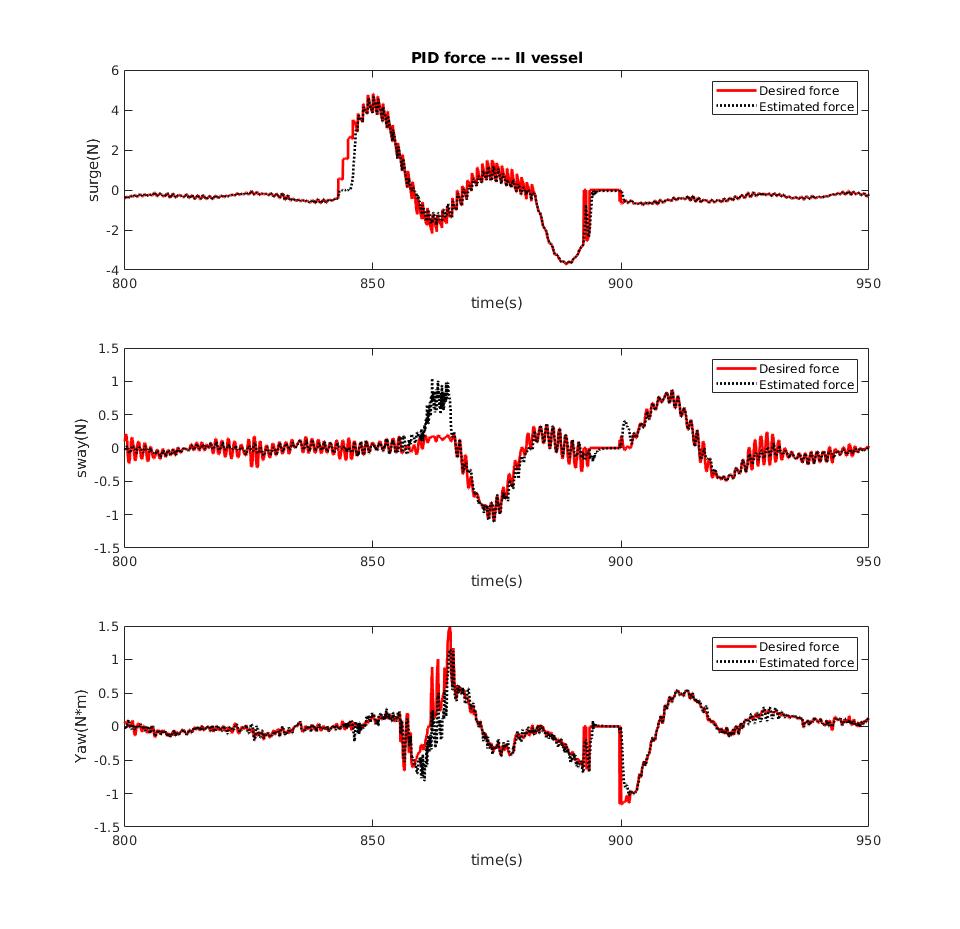 PID force --- II vessel
6
4
2
0
-2
-4
surge(N)
Desired force
Estimated force
800
850
900
950
time(s)
1.5
1
0.5
0
-0.5
-1
-1.5
sway(N)
Desired force
Estimated force
800
850
900
950
time(s)
1.5
1
0.5
0
-0.5
-1
-1.5
Yaw(N*m)
Desired force
Estimated force
800
850
900
950
time(s)